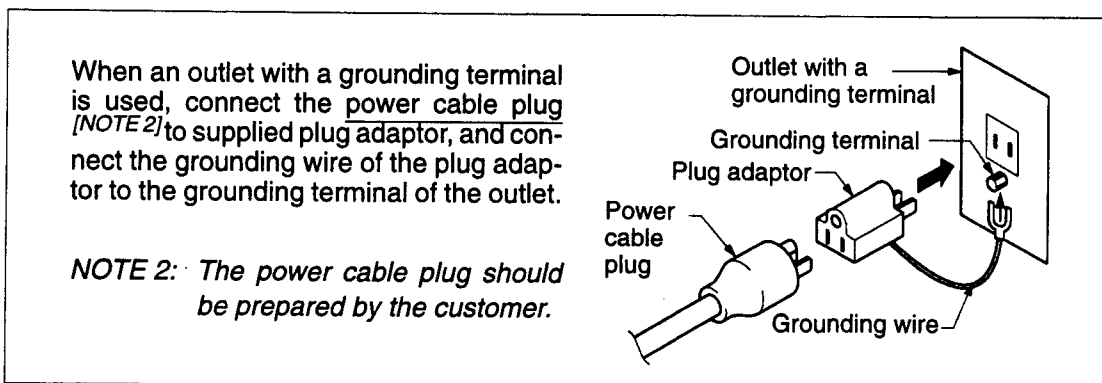 When an outlet with a grounding terminal
is used, connect the power cable plug
[NOTE 2] to supplied plug adaptor, and con-
nect the grounding wire of the plug adap-
tor to the grounding terminal of the outlet.
NOTE 2: The power cable plug should
be prepared by the customer.
Outlet with a
grounding terminal
Grounding terminal
Plug adaptor
Power
cable
plug
Grounding wire